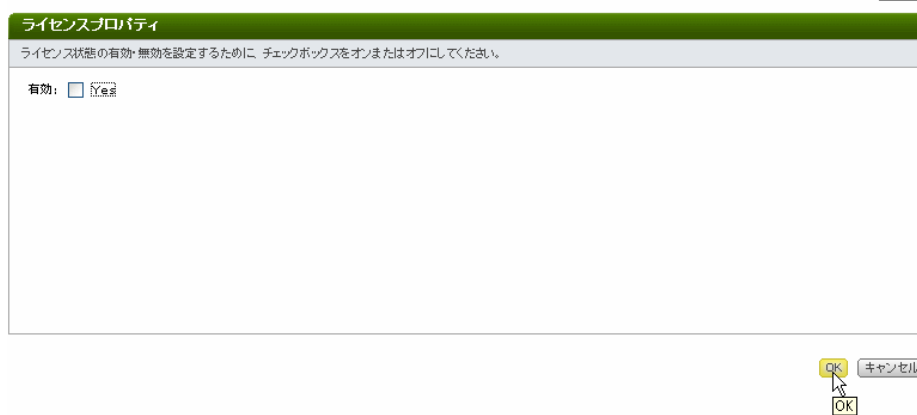 ライセンスプロパティ
ライセンス状態の有効・無効を設定するために、チェックボックスをオンまたはオフにしてください。
有効: Yes
OK キャンセル
OK